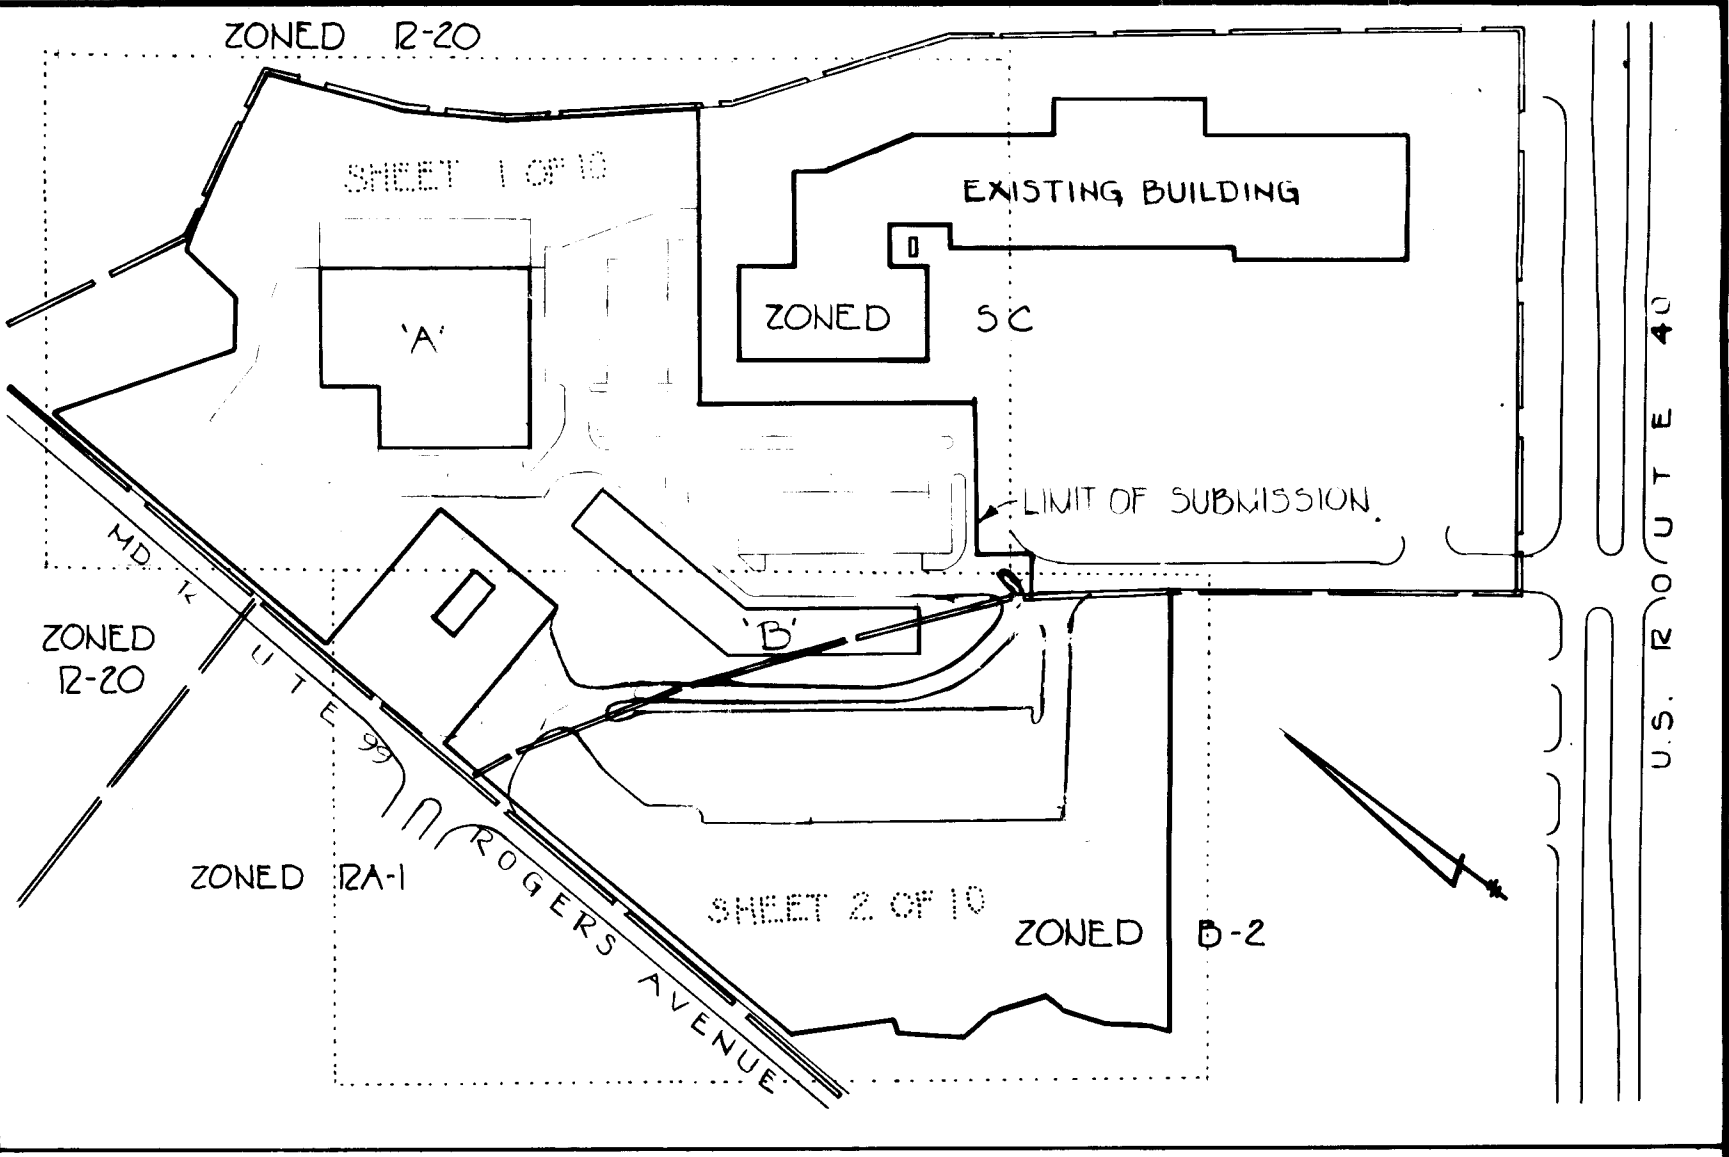 ZONED R-20
SHEET 1 OF 10
EXISTING BUILDING
'A'
ZONED SC
U.S. ROUTE 40
LIMIT OF SUBMISSION.
MD ROUTE 99
ZONED
R-20
'B'
ZONED RA-1
ROGERS AVENUE
SHEET 2 OF 10
ZONED B-2